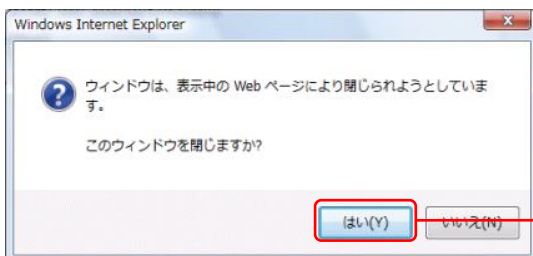 Windows Internet Explorer
ウィンドウは、表示中の Web ページにより閉じられようとしていま
す。
このウィンドウを閉じますか?
はい(Y)
いいえ(N)